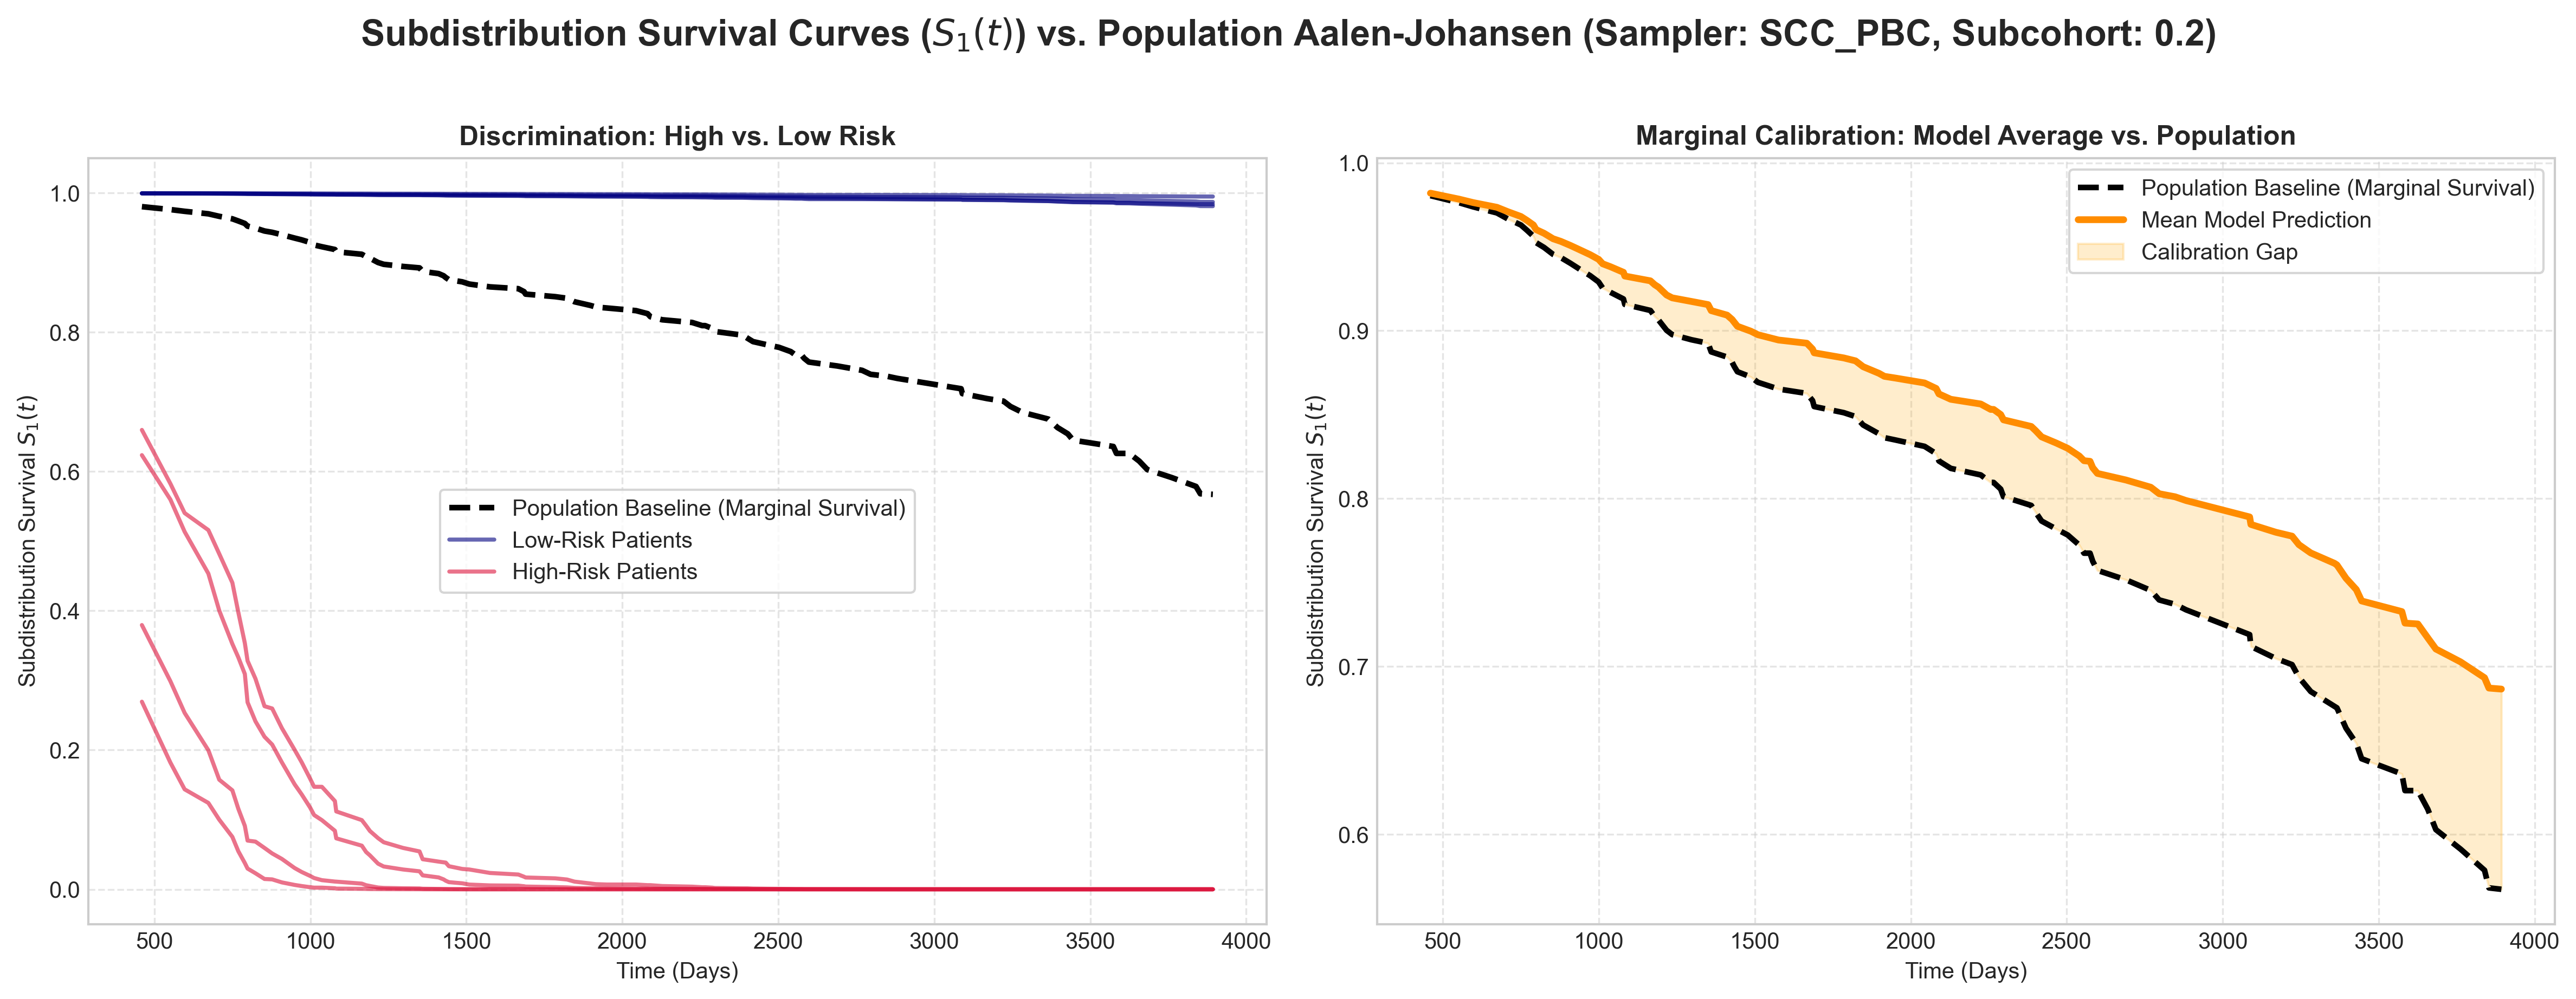 Subdistribution Survival Curves (S₁(t)) vs. Population Aalen-Johansen (Sampler: SCC_PBC, Subcohort: 0.2)
Discrimination: High vs. Low Risk
Subdistribution Survival S₁(t)
1.0
0.8
0.6
0.4
0.2
0.0
Population Baseline (Marginal Survival)
Low-Risk Patients
High-Risk Patients
500 1000 1500 2000 2500 3000 3500 4000
Time (Days)
Marginal Calibration: Model Average vs. Population
Subdistribution Survival S₁(t)
1.0
0.9
0.8
0.7
0.6
Population Baseline (Marginal Survival)
Mean Model Prediction
Calibration Gap
500 1000 1500 2000 2500 3000 3500 4000
Time (Days)